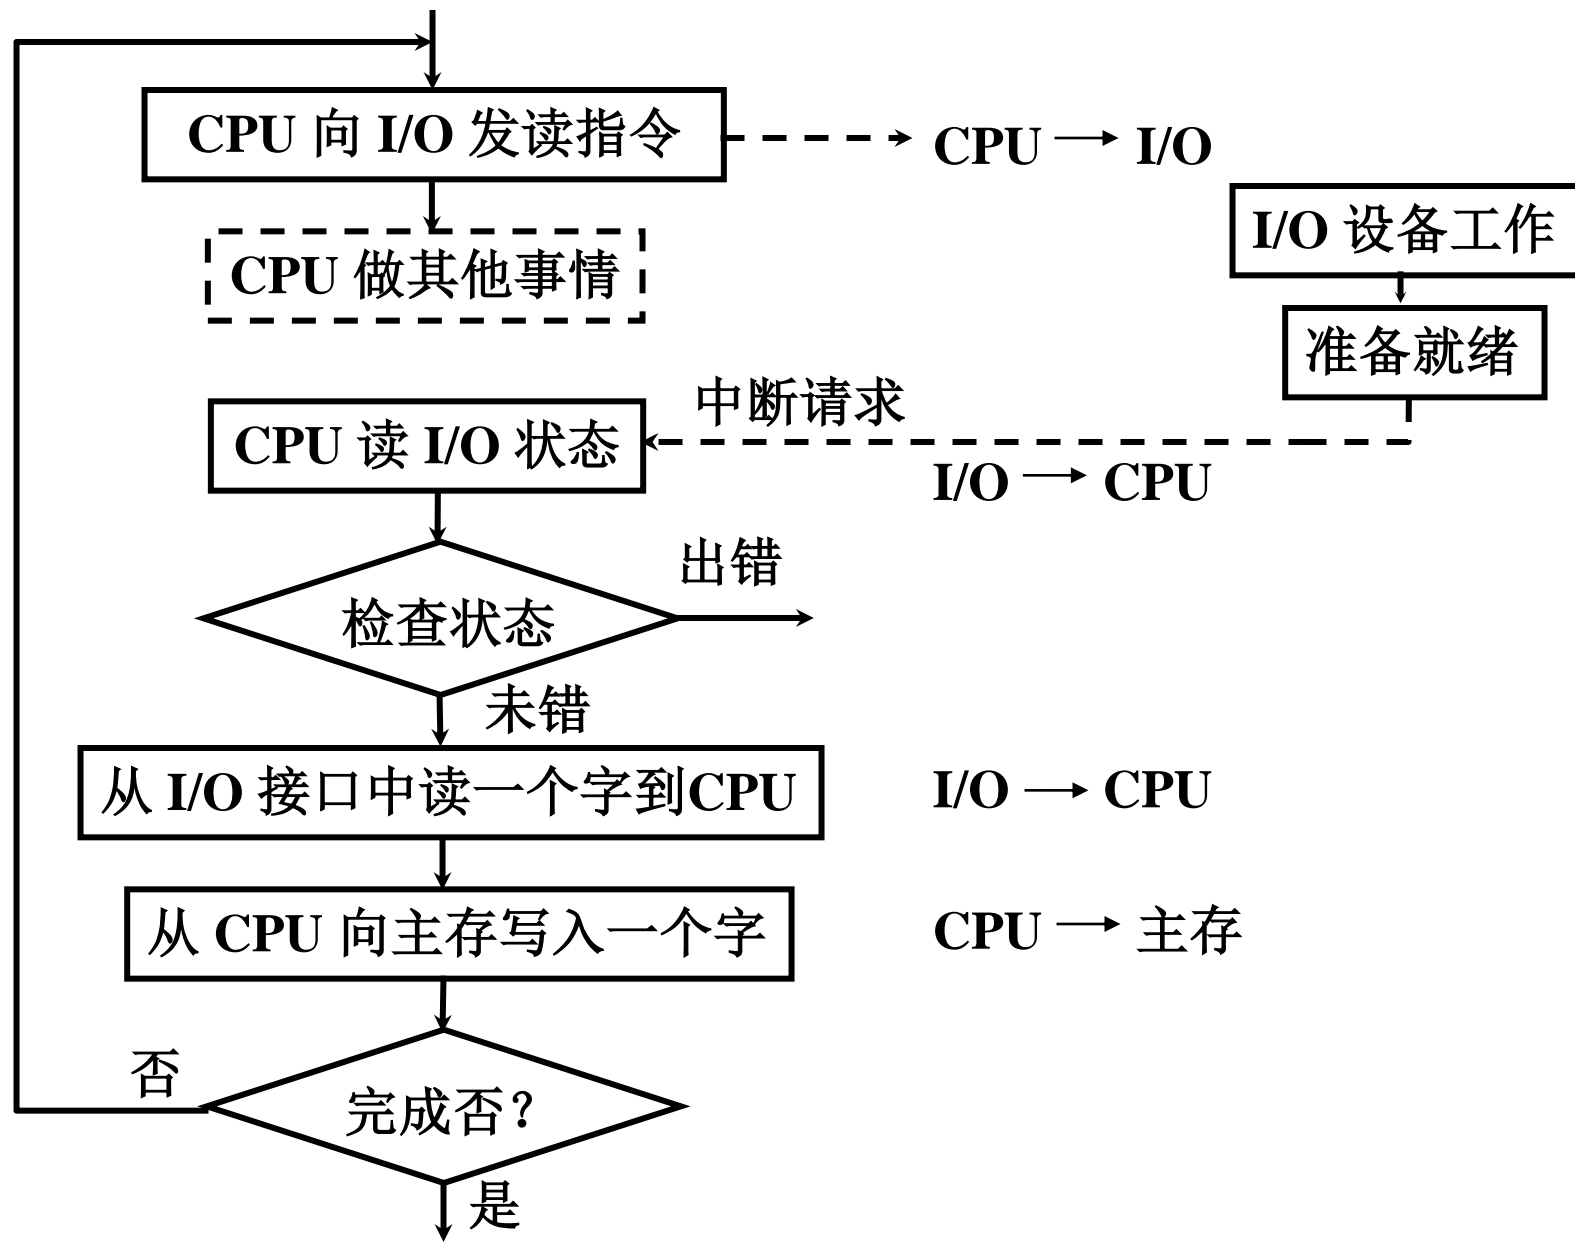 CPU 向 I/O 发读指令
CPU → I/O
I/O 设备工作
CPU 做其他事情
准备就绪
中断请求
CPU 读 I/O 状态
I/O → CPU
出错
检查状态
未错
从 I/O 接口中读一个字到CPU
I/O → CPU
从 CPU 向主存写入一个字
CPU → 主存
否
完成否？
是